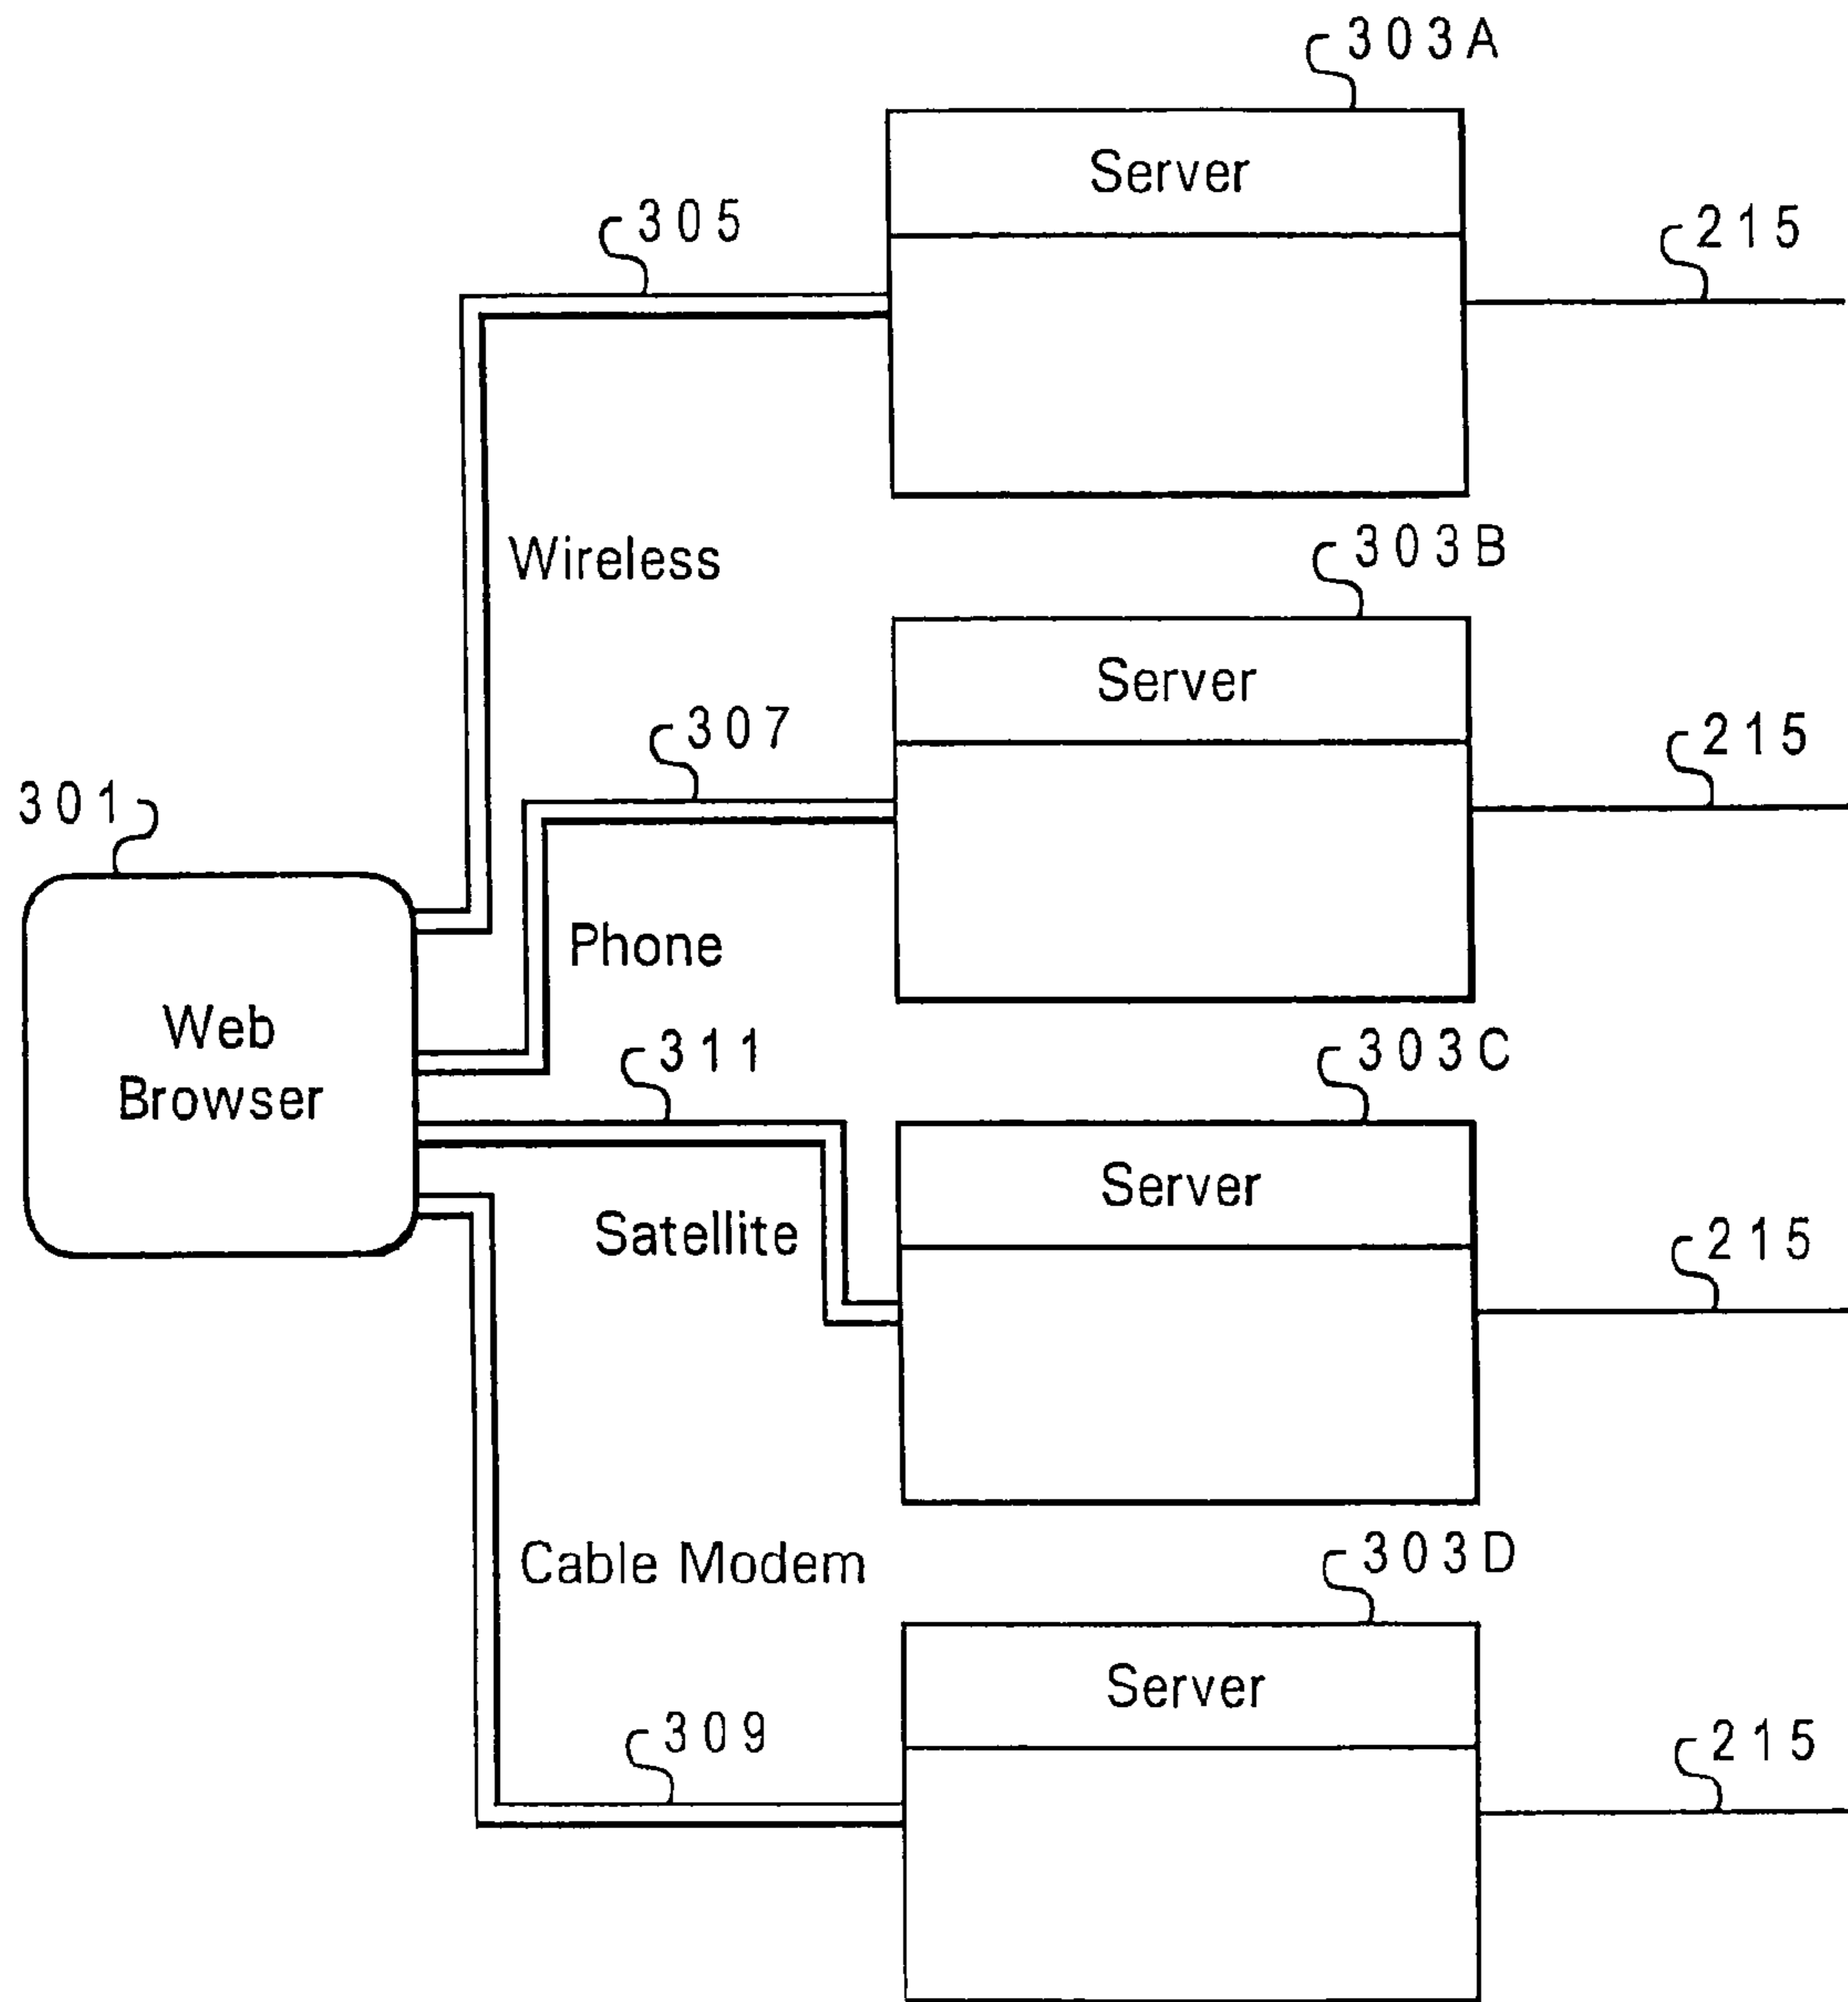 303A
Server
305
215
Wireless
303B
Server
307
215
301
Phone
Web
Browser
311
303C
Server
Satellite
215
Cable Modem
303D
Server
309
215